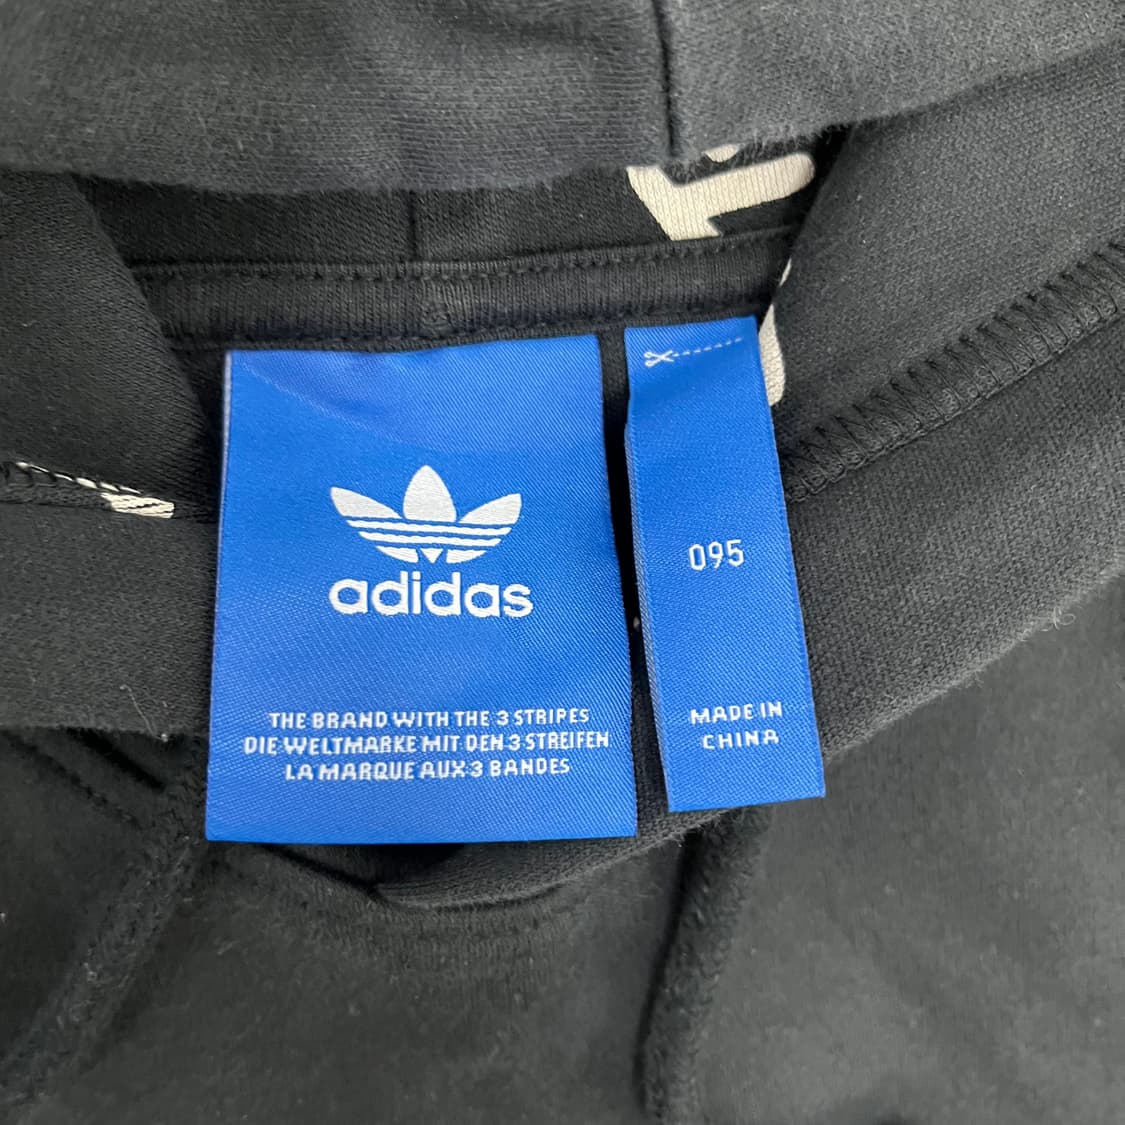 adidas
THE BRAND WITH THE 3 STRIPES
DIE WELTMARKE MIT DEN 3 STREIFEN
LA MARQUE AUX 3 BANDES
095
MADE IN
CHINA